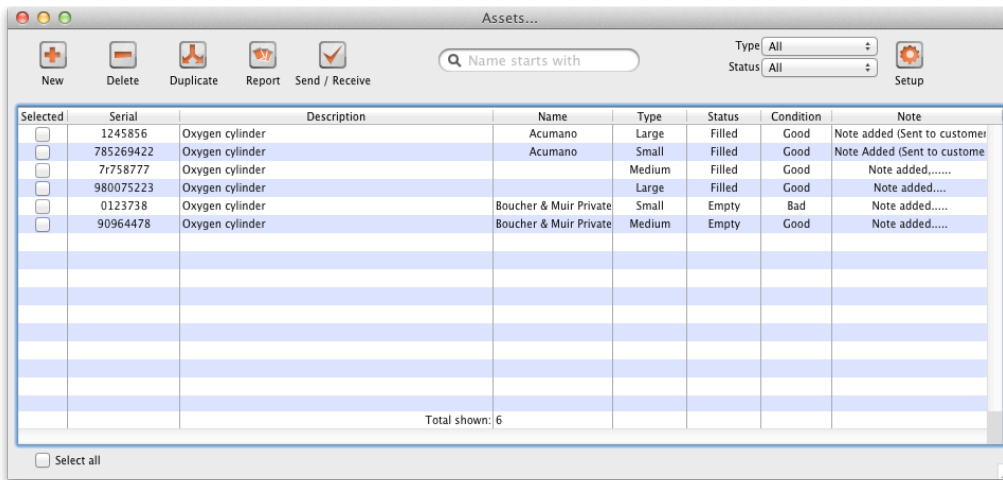 Assets...
New Delete Duplicate Report Send / Receive Name starts with Type All Setup
Status All
Selected Serial Description Name Type Status Condition Note
1245856 Oxygen cylinder Acumano Large Filled Good Note added (Sent to customer
785269422 Oxygen cylinder Acumano Small Filled Good Note Added (Sent to custome
7r758777 Oxygen cylinder Medium Filled Good Note added,......
980075223 Oxygen cylinder Large Filled Good Note added....
0123738 Oxygen cylinder Boucher & Muir Private Small Empty Bad Note added.....
90964478 Oxygen cylinder Boucher & Muir Private Medium Empty Good Note added.....
Total shown: 6
Select all